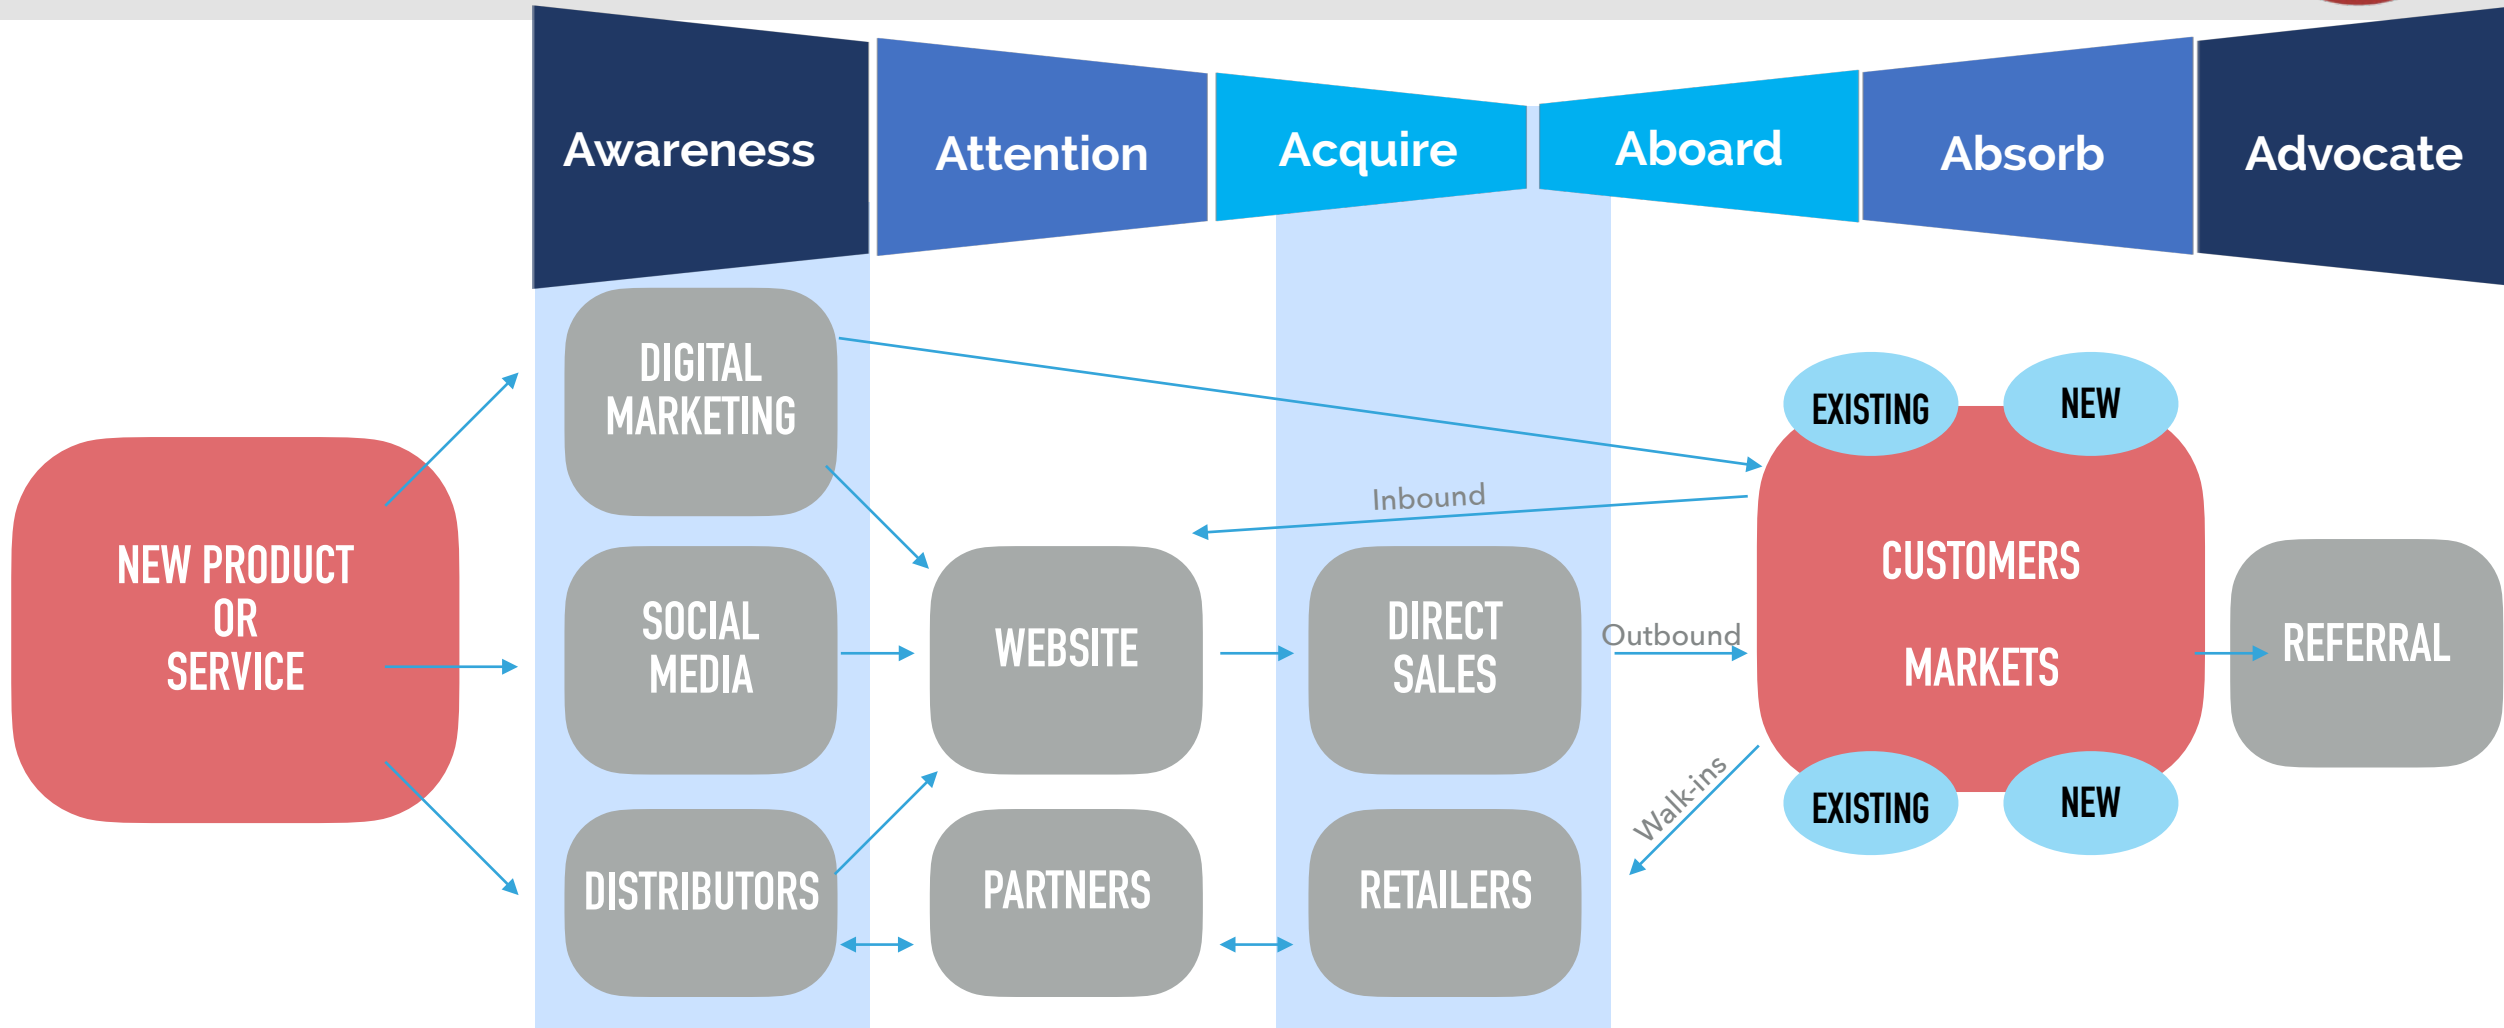 Awareness
Attention
Acquire
Aboard
Absorb
Advocate
DIGITAL
MARKETING
EXISTING
NEW
Inbound
NEW PRODUCT
OR
SERVICE
SOCIAL
MEDIA
WEBSITE
DIRECT
SALES
Outbound
CUSTOMERS
MARKETS
REFERRAL
Walk-ins
EXISTING
NEW
DISTRIBUTORS
PARTNERS
RETAILERS